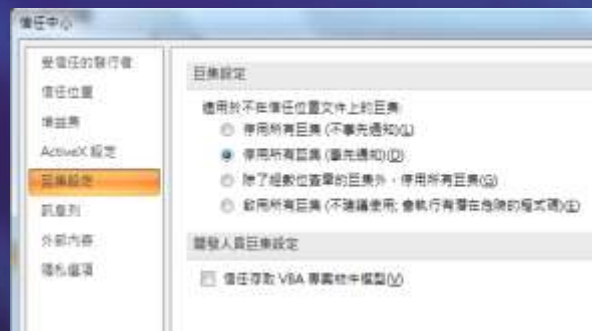 信任中心
受信任的發行者
信任位置
增益集
ActiveX 設定
巨集設定
訊息列
外部內容
隱私選項
巨集設定
適用於不在信任位置文件上的巨集:
停用所有巨集 (不事先通知)(L)
停用所有巨集 (事先通知)(D)
除了經數位簽章的巨集外，停用所有巨集(G)
啟用所有巨集 (不建議使用; 會執行有潛在危險的程式碼)(E)
開發人員巨集設定
信任存取 VBA 專案物件模型(V)